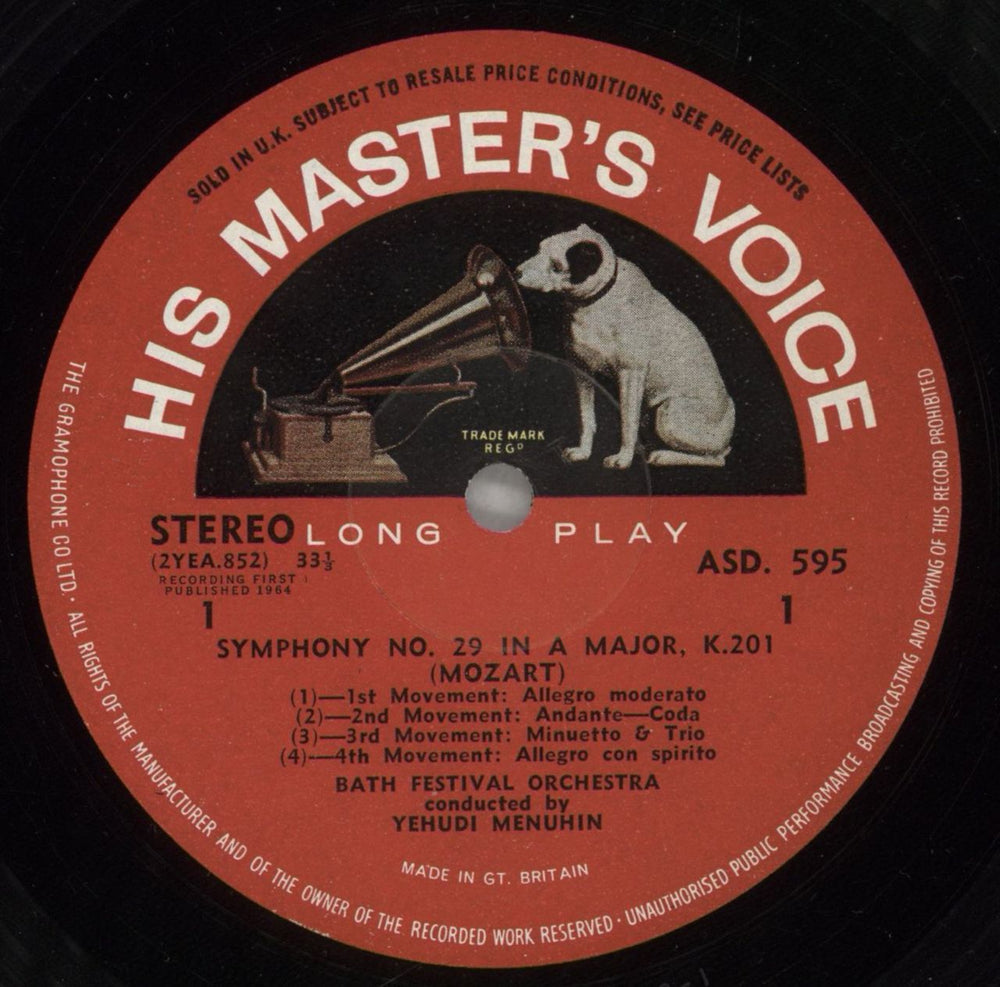 SOLD IN U.K. SUBJECT TO RESALE PRICE CONDITIONS, SEE PRICE LISTS
HIS MASTER'S VOICE
TRADE MARK
REGD
STEREO LONG PLAY
(2YEA.852) 33⅓
ASD. 595
RECORDING FIRST
PUBLISHED 1964
1 1
SYMPHONY NO. 29 IN A MAJOR, K.201
(MOZART)
(1)—1st Movement: Allegro moderato
(2)—2nd Movement: Andante—Coda
(3)—3rd Movement: Minuetto & Trio
(4)—4th Movement: Allegro con spirito
BATH FESTIVAL ORCHESTRA
conducted by
YEHUDI MENUHIN
MADE IN GT. BRITAIN
THE GRAMOPHONE CO LTD. · ALL RIGHTS OF THE MANUFACTURER AND OF THE OWNER OF THE RECORDED WORK RESERVED · UNAUTHORISED PUBLIC PERFORMANCE BROADCASTING AND COPYING OF THIS RECORD PROHIBITED